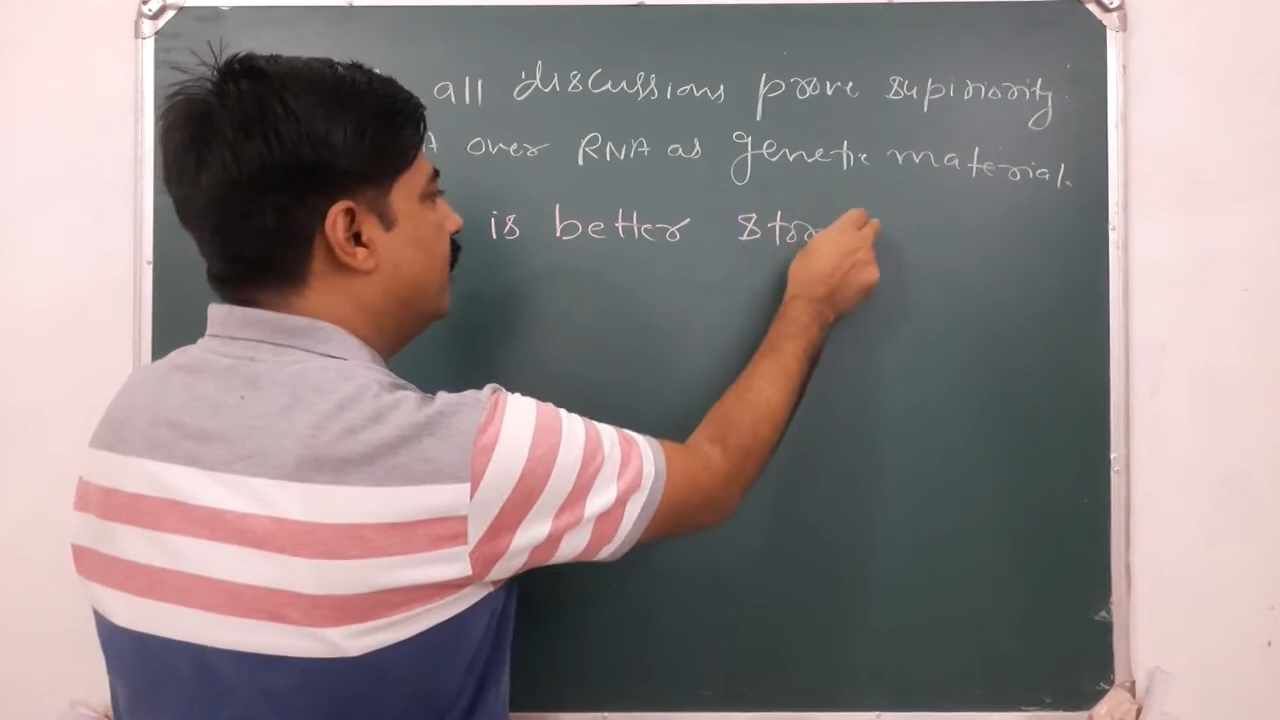 all discussions prove supiriority
A over RNA as genetic material.
is better stor